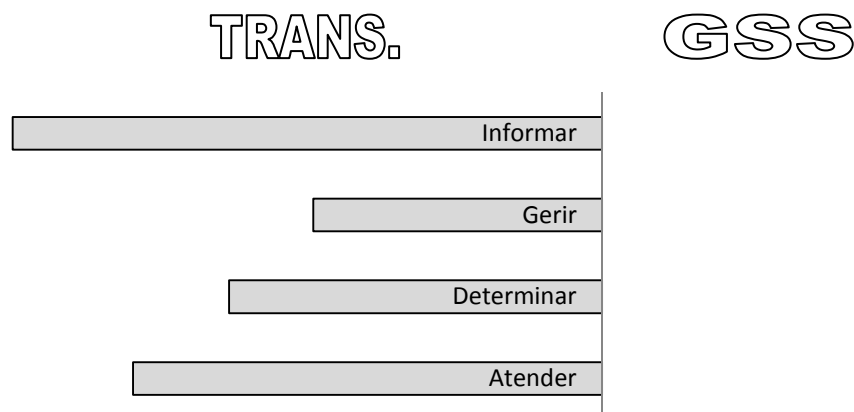 TRANS. GSS
Informar
Gerir
Determinar
Atender